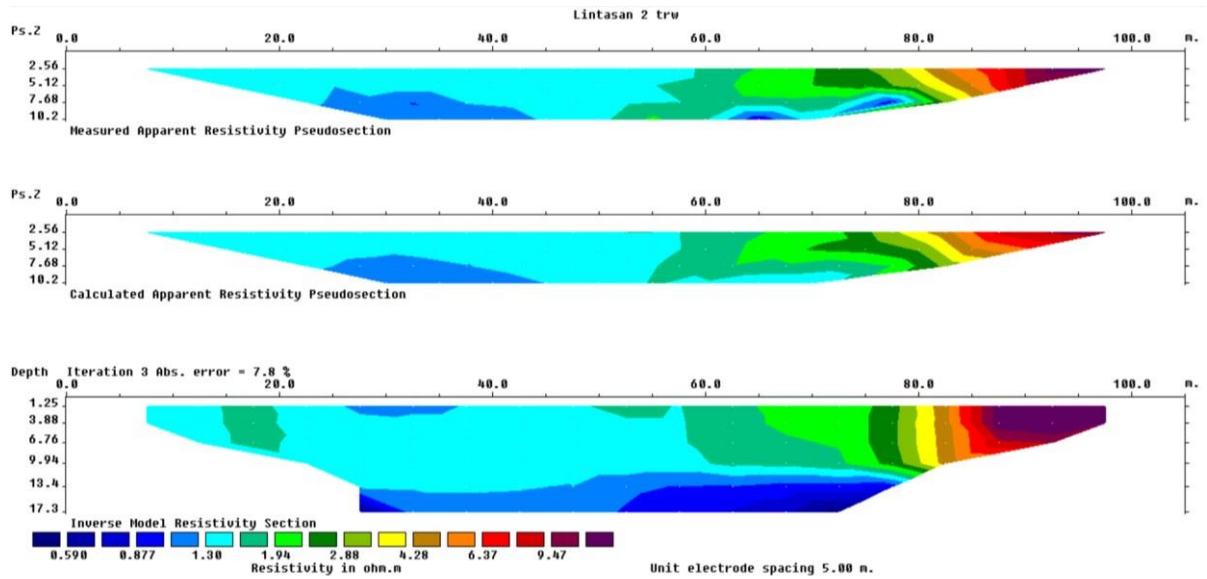 Lintasan 2 trw
Ps.Z 0.0 20.0 40.0 60.0 80.0 100.0 m.
2.56
5.12
7.68
10.2
Measured Apparent Resistivity Pseudosection
Ps.Z 0.0 20.0 40.0 60.0 80.0 100.0 m.
2.56
5.12
7.68
10.2
Calculated Apparent Resistivity Pseudosection
Depth Iteration 3 Abs. error = 7.8 %
0.0 20.0 40.0 60.0 80.0 100.0 m.
1.25
3.88
6.76
9.94
13.4
17.3
Inverse Model Resistivity Section
0.590 0.877 1.30 1.94 2.88 4.28 6.37 9.47
Resistivity in ohm.m Unit electrode spacing 5.00 m.